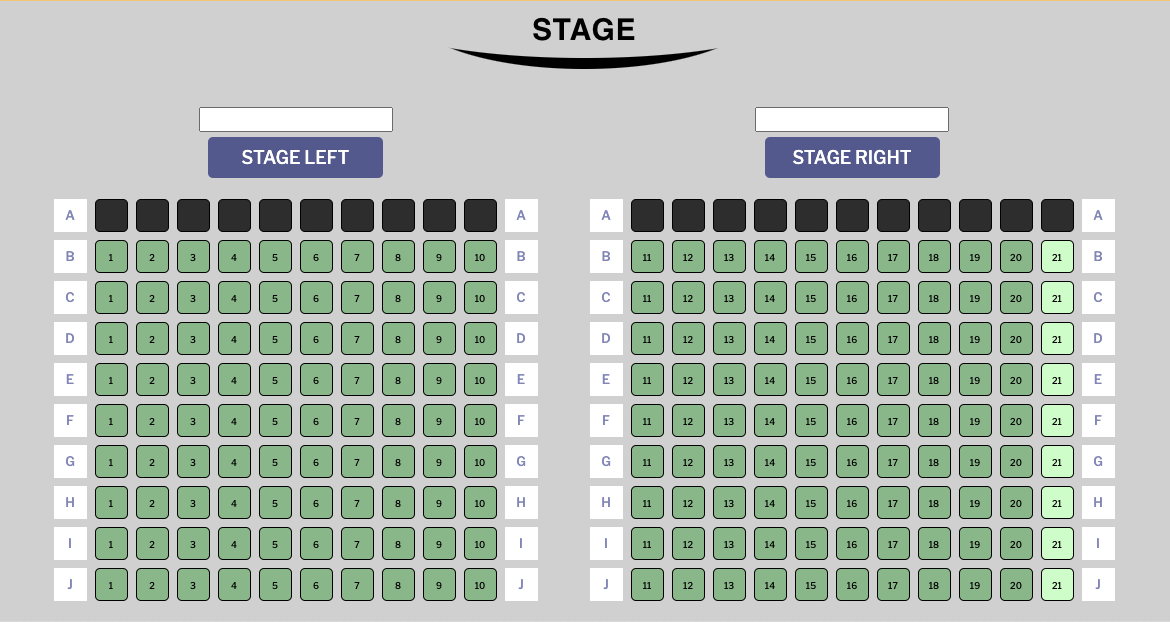 STAGE
STAGE LEFT STAGE RIGHT
A A A A
B 1 2 3 4 5 6 7 8 9 10 B B 11 12 13 14 15 16 17 18 19 20 21 B
C 1 2 3 4 5 6 7 8 9 10 C C 11 12 13 14 15 16 17 18 19 20 21 C
D 1 2 3 4 5 6 7 8 9 10 D D 11 12 13 14 15 16 17 18 19 20 21 D
E 1 2 3 4 5 6 7 8 9 10 E E 11 12 13 14 15 16 17 18 19 20 21 E
F 1 2 3 4 5 6 7 8 9 10 F F 11 12 13 14 15 16 17 18 19 20 21 F
G 1 2 3 4 5 6 7 8 9 10 G G 11 12 13 14 15 16 17 18 19 20 21 G
H 1 2 3 4 5 6 7 8 9 10 H H 11 12 13 14 15 16 17 18 19 20 21 H
I 1 2 3 4 5 6 7 8 9 10 I I 11 12 13 14 15 16 17 18 19 20 21 I
J 1 2 3 4 5 6 7 8 9 10 J J 11 12 13 14 15 16 17 18 19 20 21 J